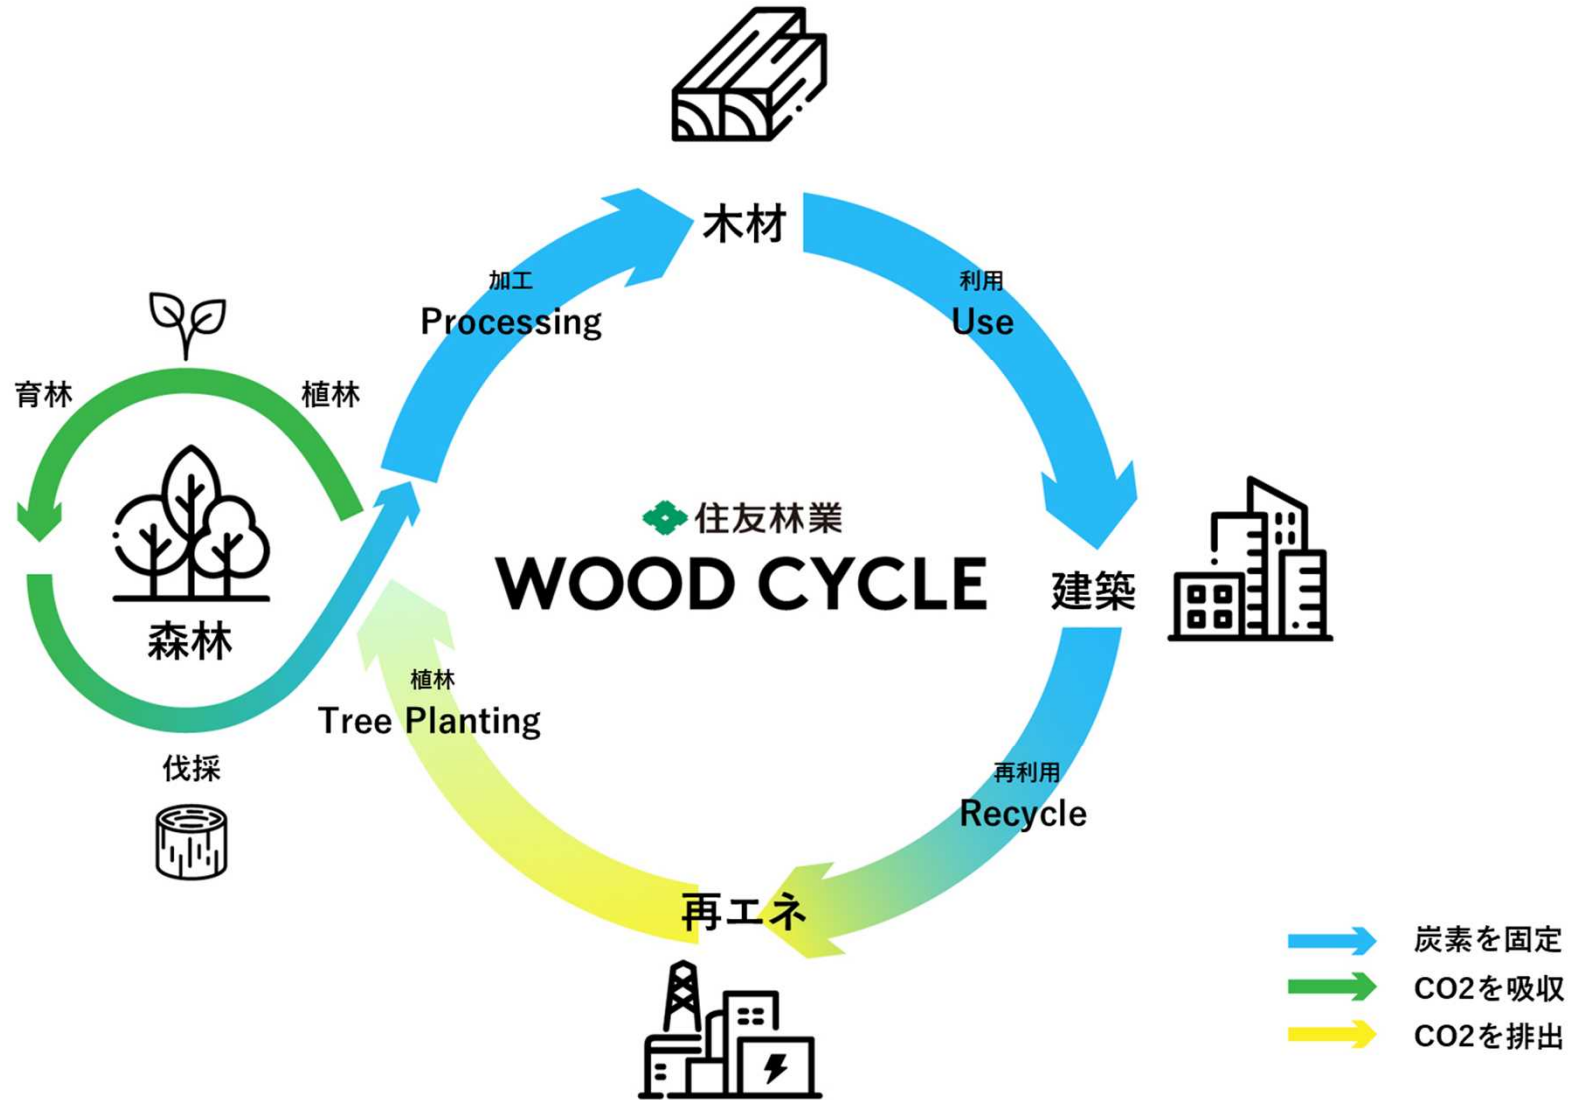 木材
加工
Processing
利用
Use
育林
植林
森林
伐採
住友林業
WOOD CYCLE
建築
植林
Tree Planting
再利用
Recycle
再エネ
炭素を固定
CO2を吸収
CO2を排出